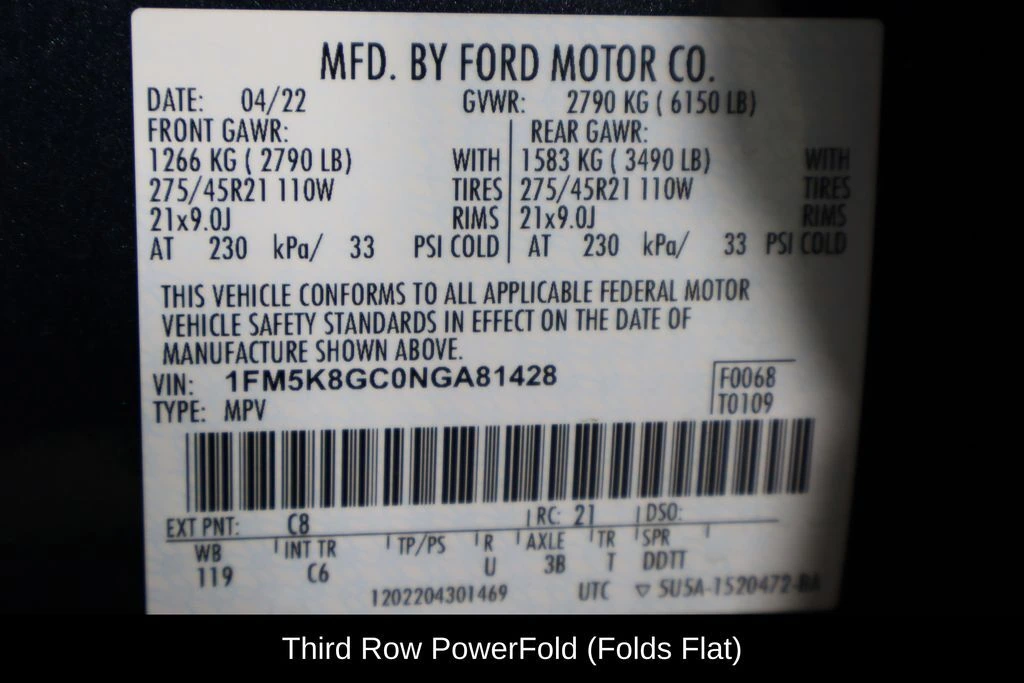 MFD. BY FORD MOTOR CO.
DATE: 04/22 GVWR: 2790 KG ( 6150 LB)
FRONT GAWR: REAR GAWR:
1266 KG ( 2790 LB) WITH 1583 KG ( 3490 LB) WITH
275/45R21 110W TIRES 275/45R21 110W TIRES
21x9.0J RIMS 21x9.0J RIMS
AT 230 kPa/ 33 PSI COLD AT 230 kPa/ 33 PSI COLD
THIS VEHICLE CONFORMS TO ALL APPLICABLE FEDERAL MOTOR
VEHICLE SAFETY STANDARDS IN EFFECT ON THE DATE OF
MANUFACTURE SHOWN ABOVE.
VIN: 1FM5K8GC0NGA81428 F0068
TYPE: MPV T0109
EXT PNT: C8 RC: 21 DSO:
WB INT TR TP/PS R AXLE TR SPR
119 C6 U 3B T DDTT
1202204301469 UTC ▽ 5U5A-1520472-BA
Third Row PowerFold (Folds Flat)